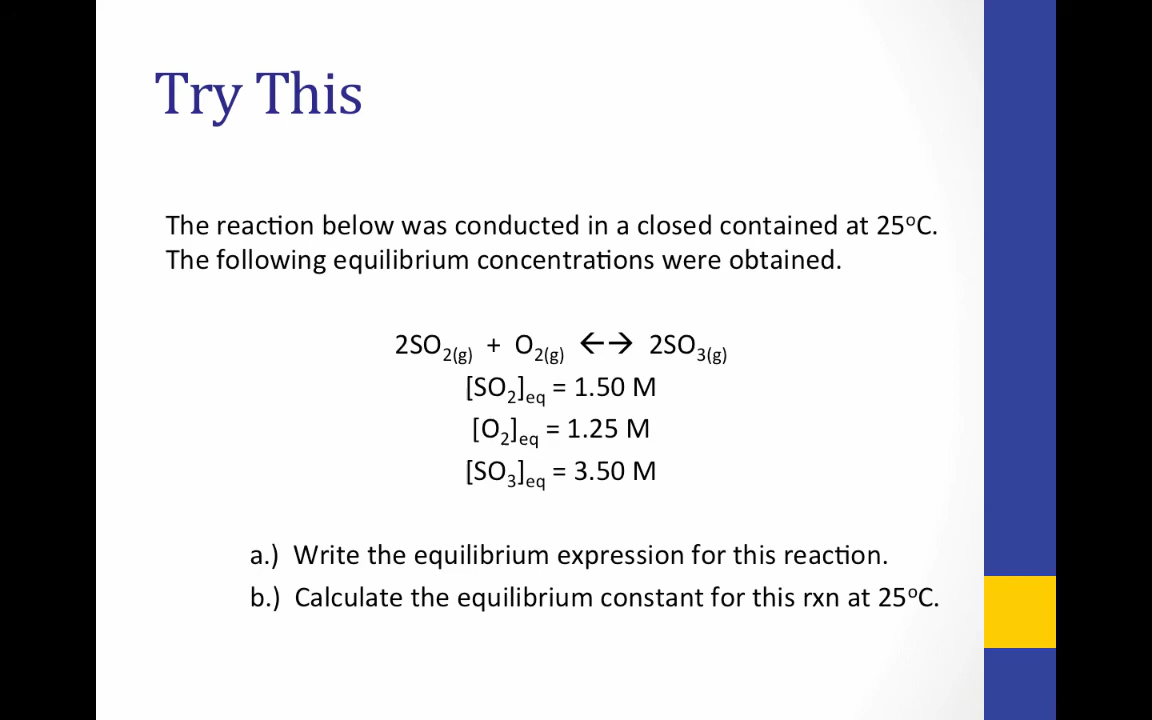 Try This
The reaction below was conducted in a closed contained at 25°C.
The following equilibrium concentrations were obtained.
2SO₂(g) + O₂(g) ←→ 2SO₃(g)
[SO₂]eq = 1.50 M
[O₂]eq = 1.25 M
[SO₃]eq = 3.50 M
a.) Write the equilibrium expression for this reaction.
b.) Calculate the equilibrium constant for this rxn at 25°C.